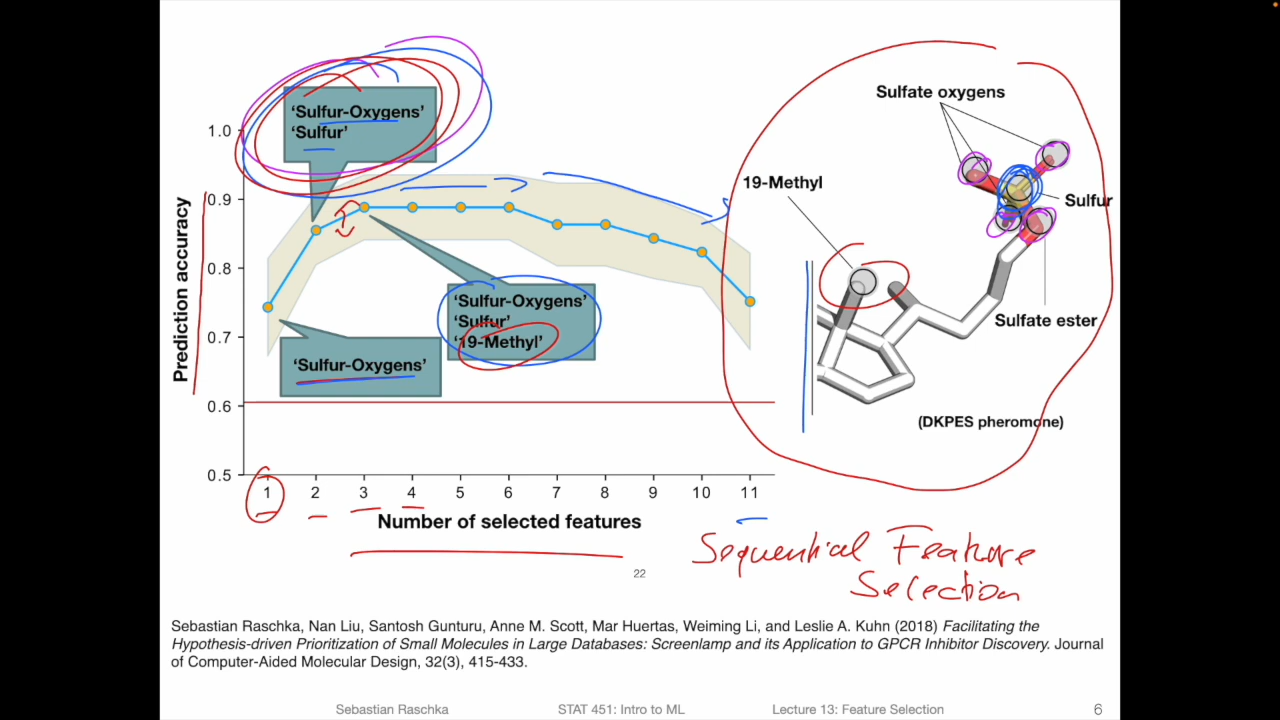 'Sulfur-Oxygens'
'Sulfur'
1.0
0.9
0.8
0.7
0.6
0.5
Prediction accuracy
'Sulfur-Oxygens'
'Sulfur'
'19-Methyl'
'Sulfur-Oxygens'
1 2 3 4 5 6 7 8 9 10 11
Number of selected features
Sulfate oxygens
19-Methyl
Sulfur
Sulfate ester
(DKPES pheromone)
Sequential Feature
Selection
22
Sebastian Raschka, Nan Liu, Santosh Gunturu, Anne M. Scott, Mar Huertas, Weiming Li, and Leslie A. Kuhn (2018) Facilitating the
Hypothesis-driven Prioritization of Small Molecules in Large Databases: Screenlamp and its Application to GPCR Inhibitor Discovery. Journal
of Computer-Aided Molecular Design, 32(3), 415-433.
Sebastian Raschka STAT 451: Intro to ML Lecture 13: Feature Selection 6